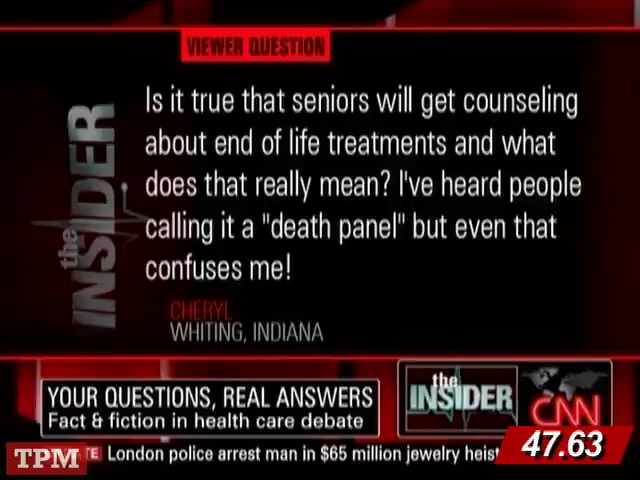 VIEWER QUESTION
the INSIDER
Is it true that seniors will get counseling
about end of life treatments and what
does that really mean? I've heard people
calling it a "death panel" but even that
confuses me!
CHERYL
WHITING, INDIANA
YOUR QUESTIONS, REAL ANSWERS
Fact & fiction in health care debate
the INSIDER
CNN
TPM
London police arrest man in $65 million jewelry heist
47.63